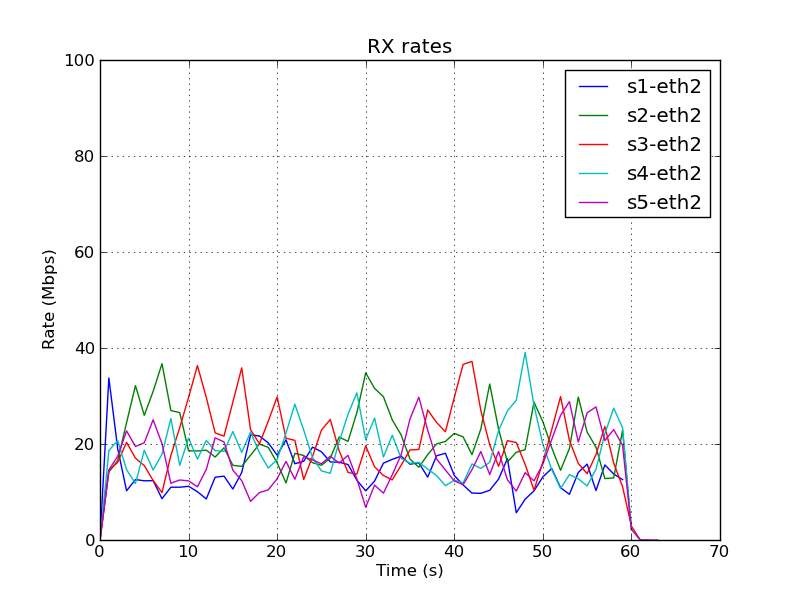 RX rates
100
80
60
40
20
0
Rate (Mbps)
s1-eth2
s2-eth2
s3-eth2
s4-eth2
s5-eth2
0 10 20 30 40 50 60 70
Time (s)